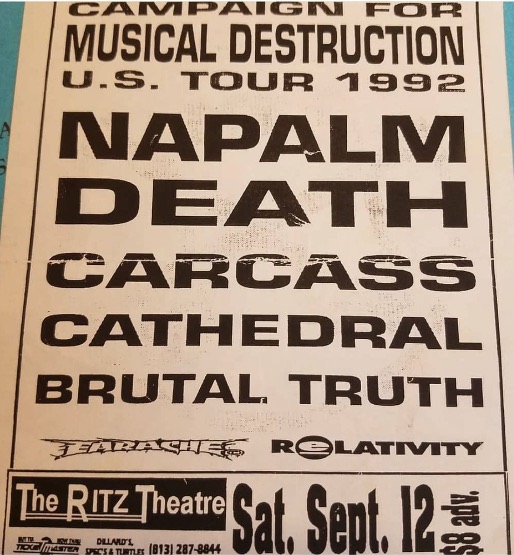 CAMPAIGN FOR
MUSICAL DESTRUCTION
U.S. TOUR 1992
NAPALM
DEATH
CARCASS
CATHEDRAL
BRUTAL TRUTH
EARACHE
RELATIVITY
The RITZ Theatre
Sat. Sept. 12
$8 adv.
TICKETMASTER
DILLARD'S,
SPEC'S & TURTLES (813) 287-8844